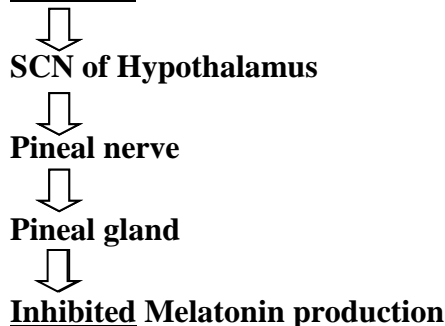 SCN of Hypothalamus
Pineal nerve
Pineal gland
Inhibited Melatonin production